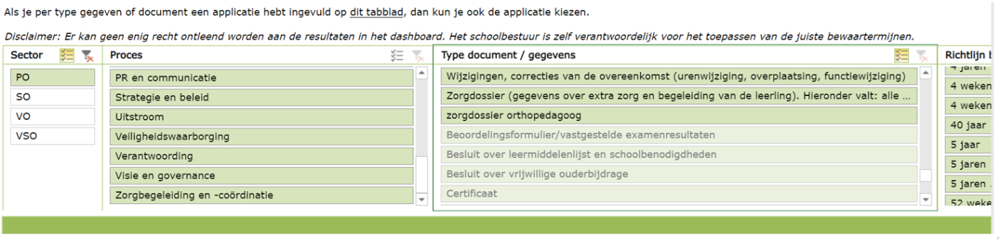 Als je per type gegeven of document een applicatie hebt ingevuld op dit tabblad, dan kun je ook de applicatie kiezen.
Disclaimer: Er kan geen enig recht ontleend worden aan de resultaten in het dashboard. Het schoolbestuur is zelf verantwoordelijk voor het toepassen van de juiste bewaartermijnen.
Sector
PO
SO
VO
VSO
Proces
PR en communicatie
Strategie en beleid
Uitstroom
Veiligheidswaarborging
Verantwoording
Visie en governance
Zorgbegeleiding en -coördinatie
Type document / gegevens
Wijzigingen, correcties van de overeenkomst (urenwijziging, overplaatsing, functiewijziging)
Zorgdossier (gegevens over extra zorg en begeleiding van de leerling). Hieronder valt: alle ...
zorgdossier orthopedagoog
Beoordelingsformulier/vastgestelde examenresultaten
Besluit over leermiddelenlijst en schoolbenodigdheden
Besluit over vrijwillige ouderbijdrage
Certificaat
Richtlijn
4 jaren
4 weken
4 weken
40 jaar
5 jaar
5 jaren
5 jaren
52 weke